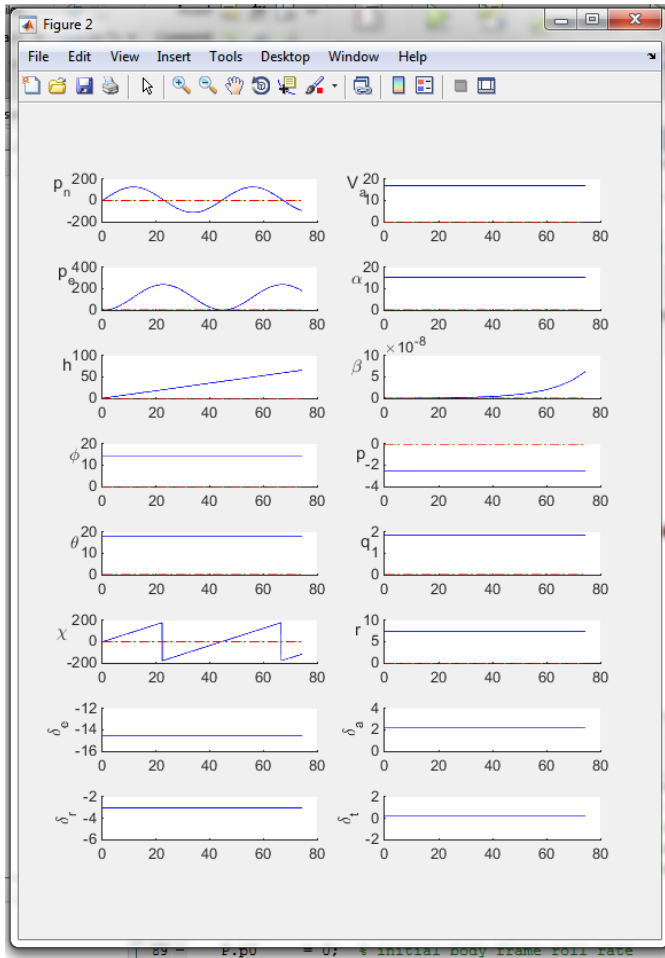 Figure 2
File Edit View Insert Tools Desktop Window Help
200 0 -200 p_n 0 20 40 60 80
20 10 0 V_a 0 20 40 60 80
400 200 0 p_e 0 20 40 60 80
20 10 0 α 0 20 40 60 80
100 50 0 h 0 20 40 60 80
×10^-8 10 5 0 β 0 20 40 60 80
20 10 0 ϕ 0 20 40 60 80
0 -2 -4 p 0 20 40 60 80
20 10 0 θ 0 20 40 60 80
2 1 0 q 0 20 40 60 80
200 0 -200 χ 0 20 40 60 80
10 5 0 r 0 20 40 60 80
-12 -14 -16 δ_e 0 20 40 60 80
4 2 0 δ_a 0 20 40 60 80
-2 -4 -6 δ_r 0 20 40 60 80
2 0 -2 δ_t 0 20 40 60 80
89 - P.p0 = 0; % initial body frame roll rate